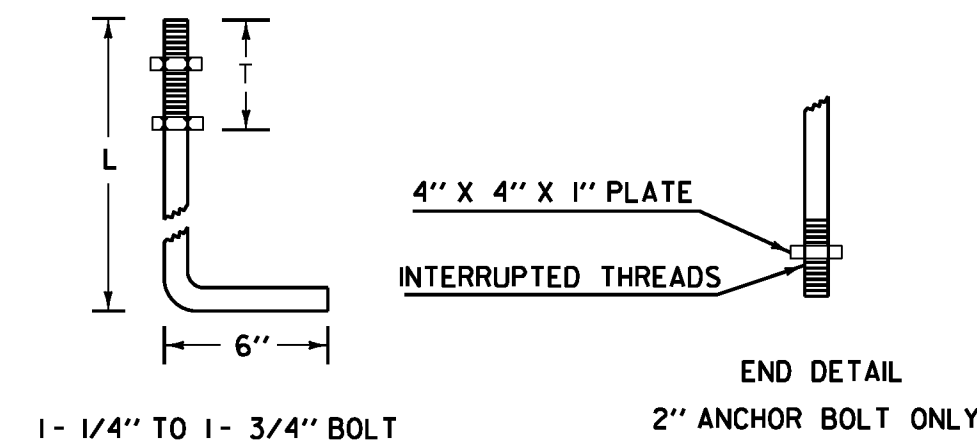 T
L
4" X 4" X 1" PLATE
INTERRUPTED THREADS
6"
END DETAIL
2" ANCHOR BOLT ONLY
1- 1/4" TO 1- 3/4" BOLT